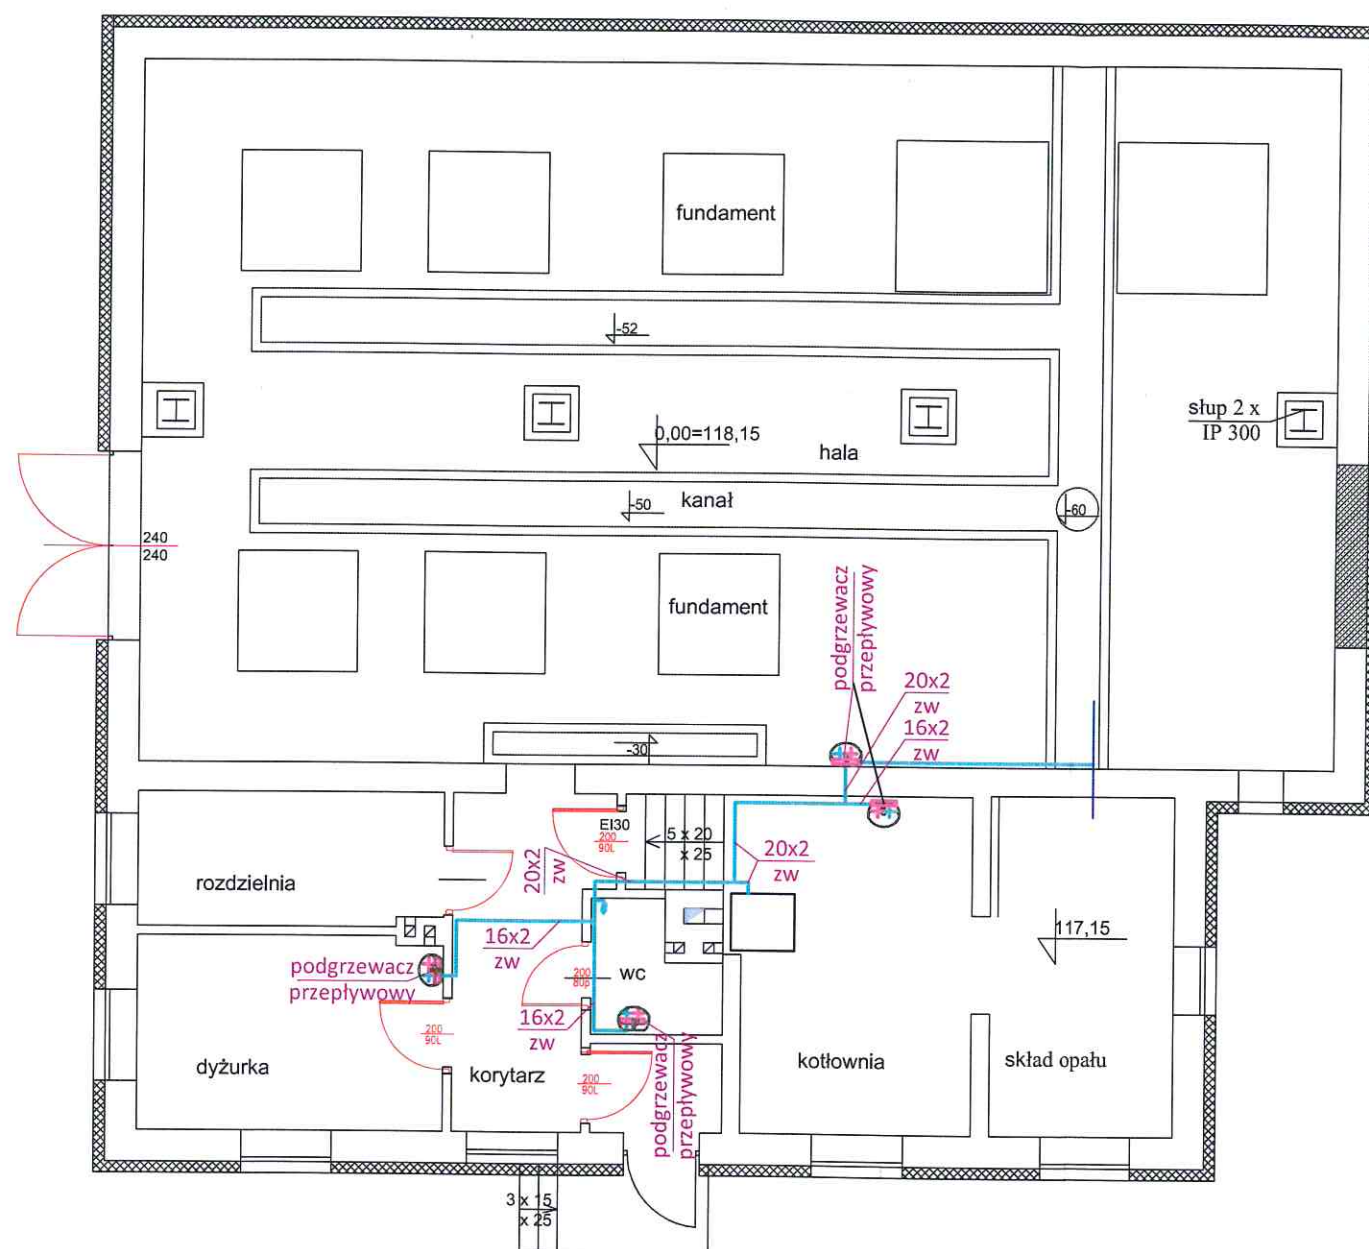 fundament
-52
słup 2 x
IP 300
0,00=118,15
hala
-50
kanał
-60
240
240
fundament
podgrzewacz
przepływowy
20x2
zw
16x2
zw
-30
EI30
200
90L
5 x 20
x 25
20x2
zw
20x2
zw
rozdzielnia
16x2
zw
117,15
podgrzewacz
przepływowy
200
80p
wc
16x2
zw
200
90L
dyżurka
korytarz
200
90L
podgrzewacz
przepływowy
kotłownia
skład opału
3 x 15
x 25